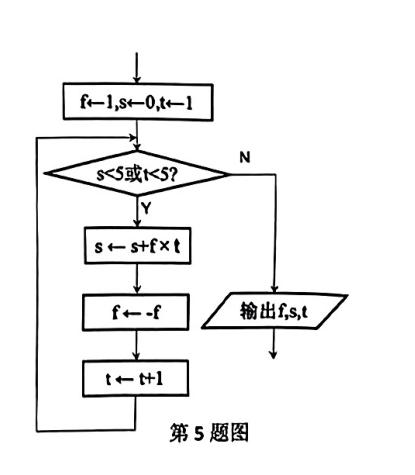 f←1,s←0,t←1
s<5或t<5?
N
Y
s ← s+f×t
f ← -f
输出f,s,t
t ← t+1
第5题图